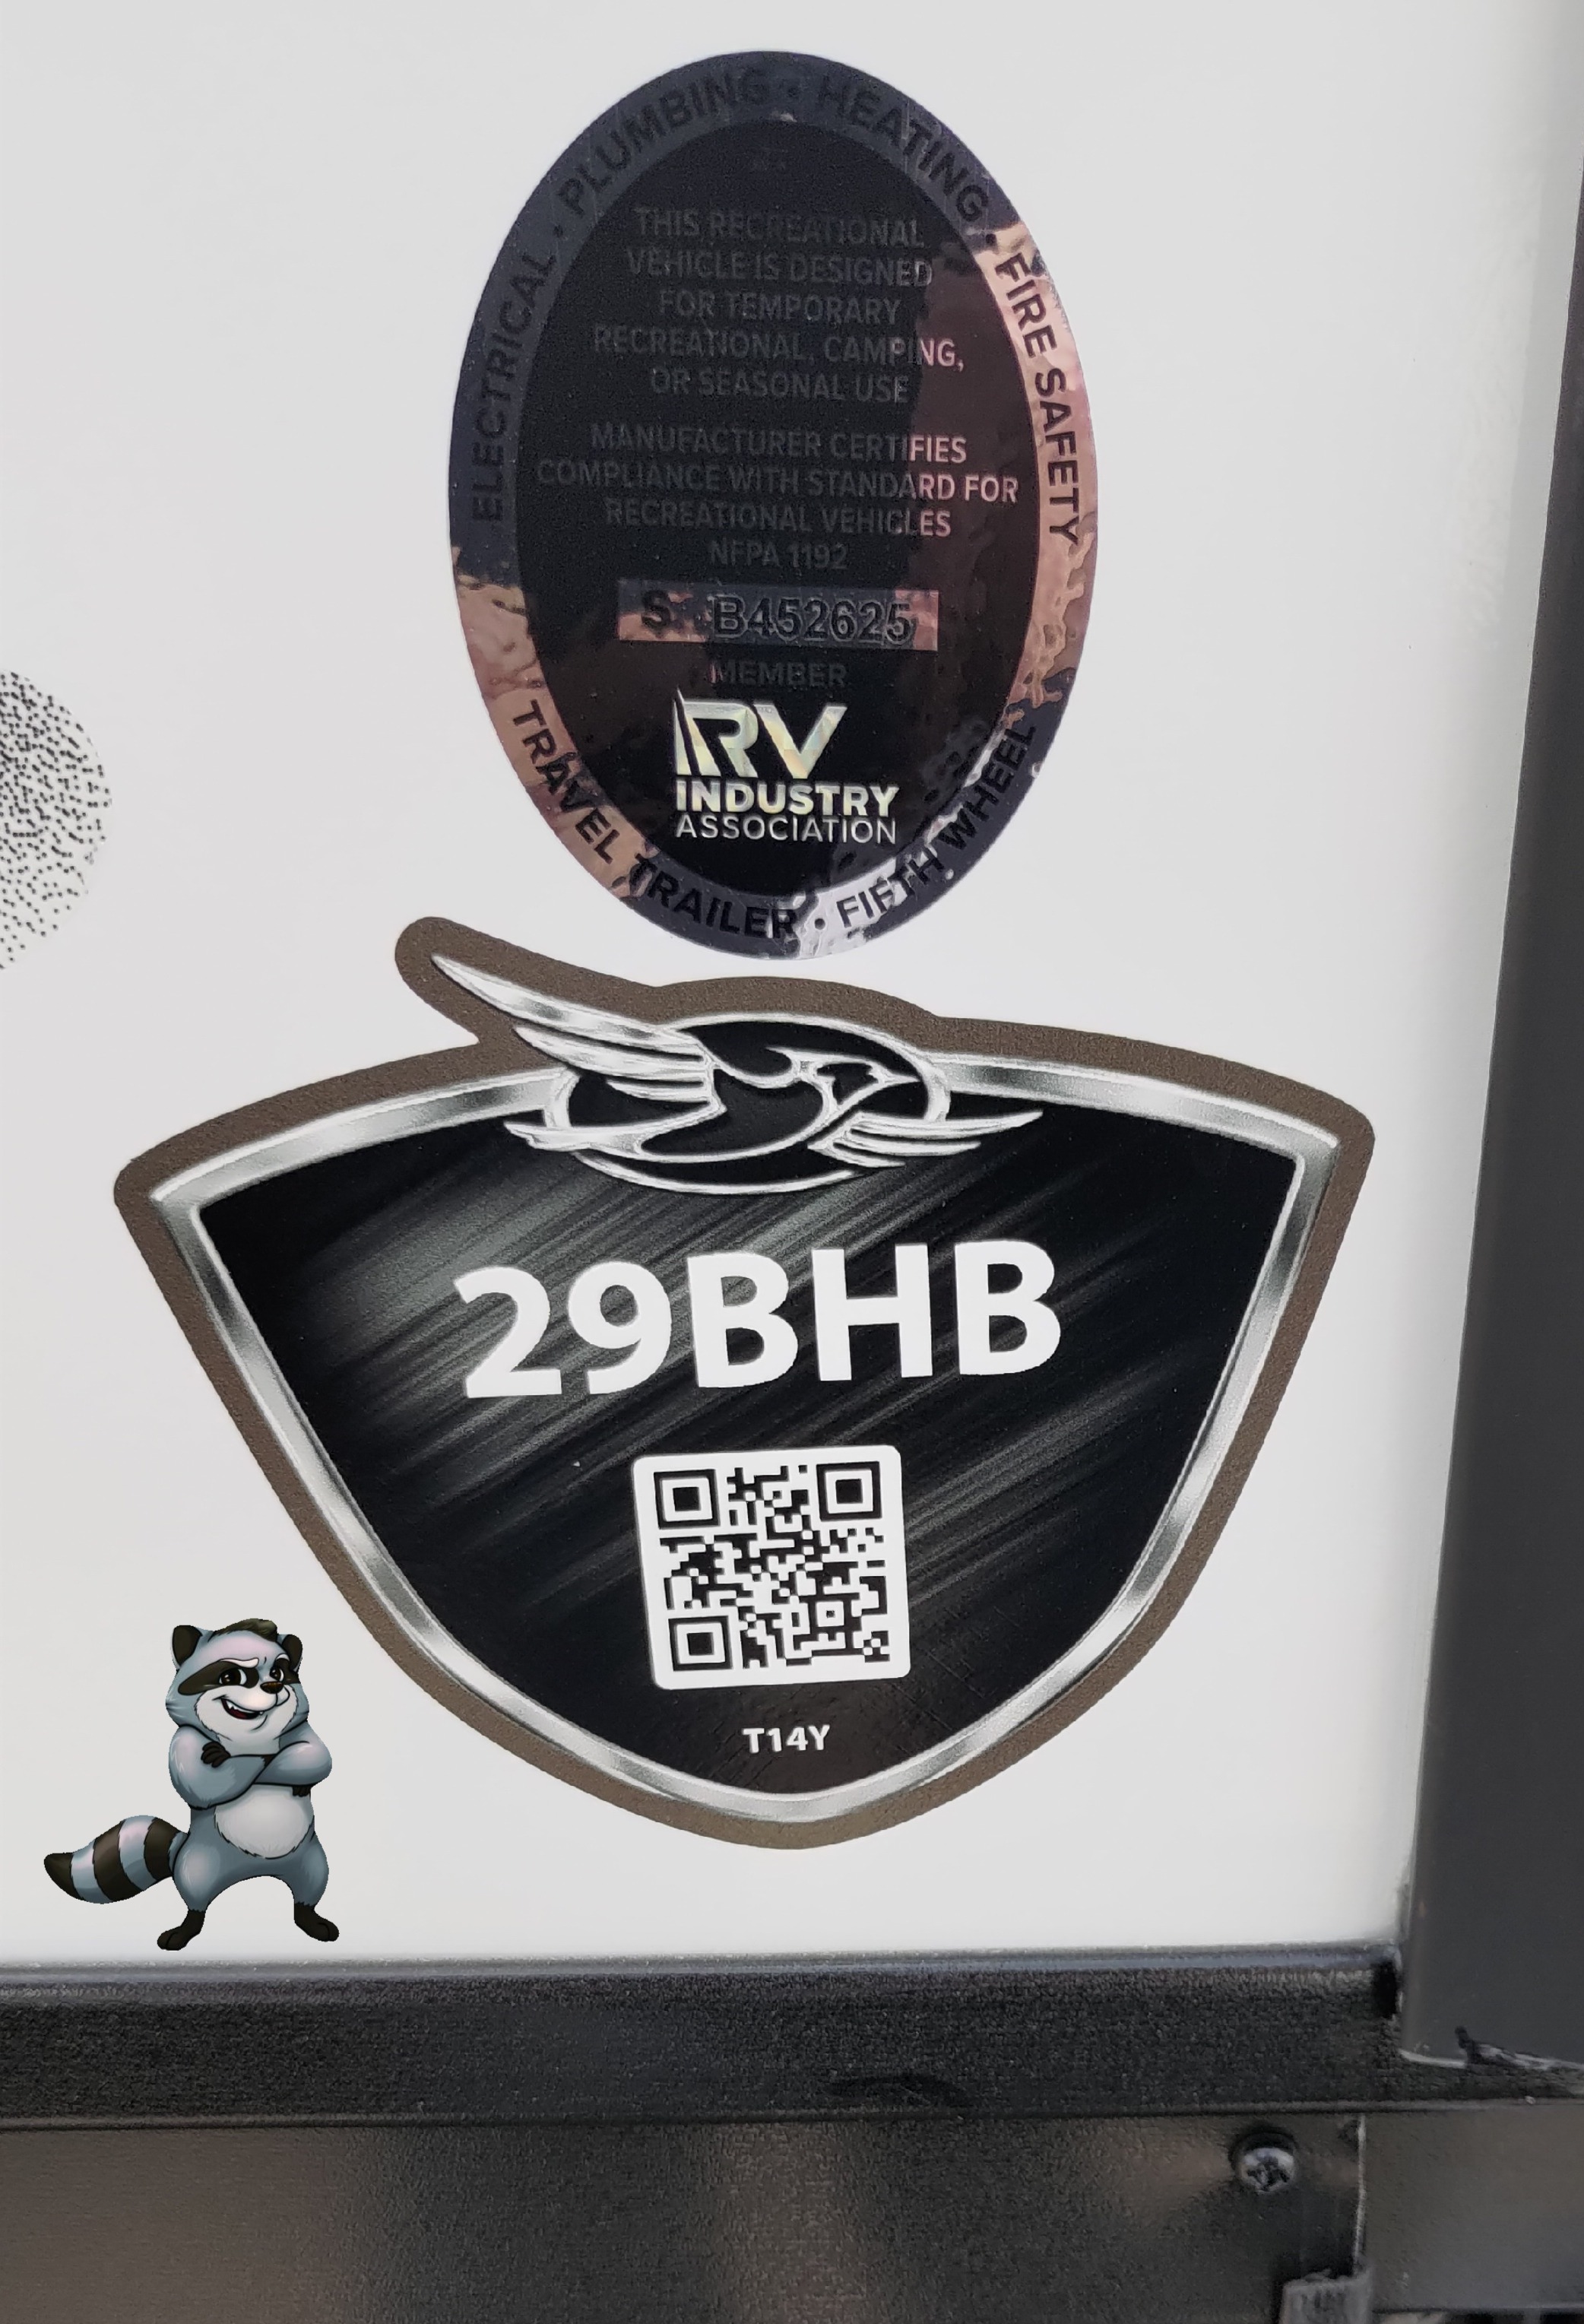 ELECTRICAL · PLUMBING · HEATING · FIRE SAFETY
THIS RECREATIONAL
VEHICLE IS DESIGNED
FOR TEMPORARY
RECREATIONAL, CAMPING,
OR SEASONAL USE
MANUFACTURER CERTIFIES
COMPLIANCE WITH STANDARD FOR
RECREATIONAL VEHICLES
NFPA 1192
B452625
MEMBER
RV
INDUSTRY
ASSOCIATION
TRAVEL TRAILER · FIFTH WHEEL
29BHB
T14Y